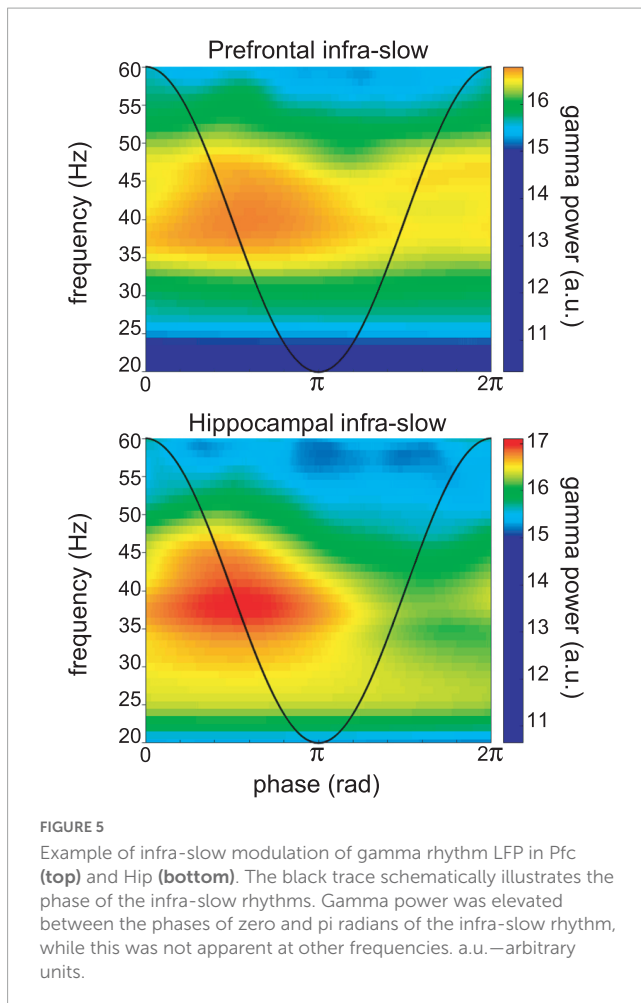 Prefrontal infra-slow
60
55
50
45
40
35
30
25
20
frequency (Hz)
0 π 2π
16
15
14
13
12
11
gamma power (a.u.)
Hippocampal infra-slow
60
55
50
45
40
35
30
25
20
frequency (Hz)
0 π 2π
phase (rad)
17
16
15
14
13
12
11
gamma power (a.u.)
FIGURE 5
Example of infra-slow modulation of gamma rhythm LFP in Pfc
(top) and Hip (bottom). The black trace schematically illustrates the
phase of the infra-slow rhythms. Gamma power was elevated
between the phases of zero and pi radians of the infra-slow rhythm,
while this was not apparent at other frequencies. a.u.—arbitrary
units.